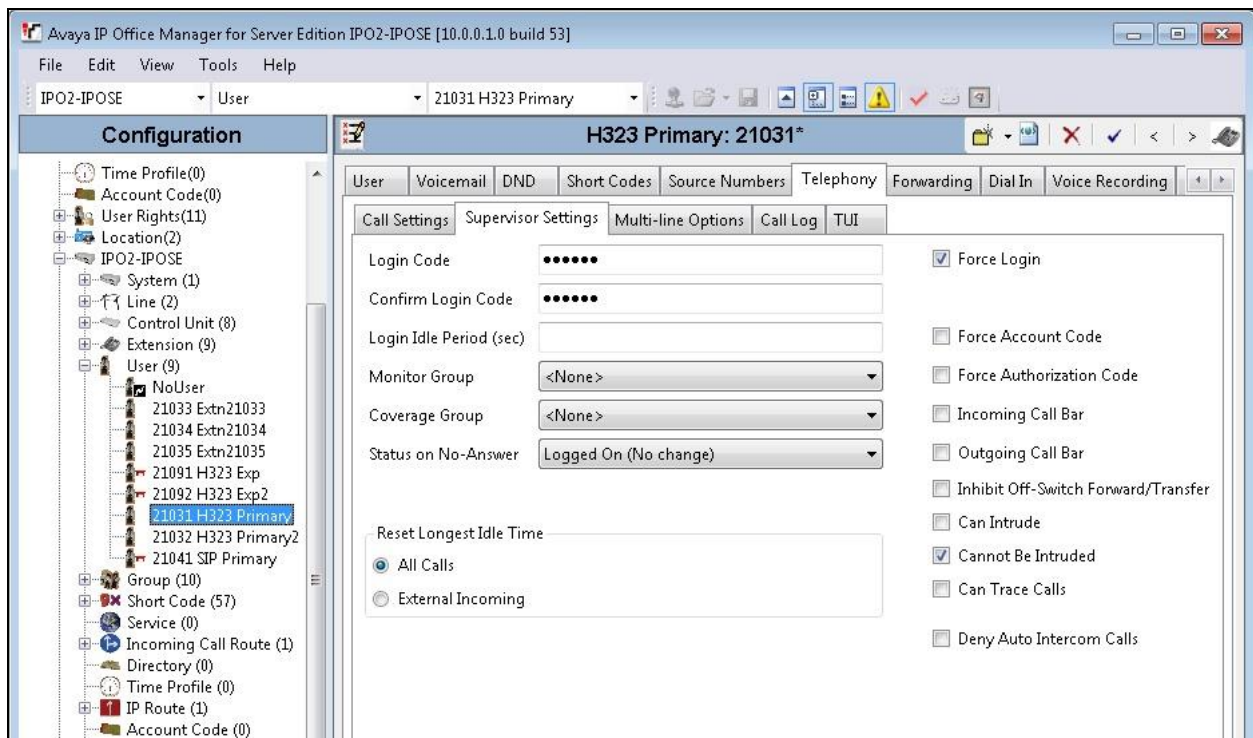 Avaya IP Office Manager for Server Edition IPO2-IPOSE [10.0.0.1.0 build 53]
File Edit View Tools Help
IPO2-IPOSE User 21031 H323 Primary
Configuration
Time Profile(0)
Account Code(0)
User Rights(11)
Location(2)
IPO2-IPOSE
System (1)
Line (2)
Control Unit (8)
Extension (9)
User (9)
NoUser
21033 Extn21033
21034 Extn21034
21035 Extn21035
21091 H323 Exp
21092 H323 Exp2
21031 H323 Primary
21032 H323 Primary2
21041 SIP Primary
Group (10)
Short Code (57)
Service (0)
Incoming Call Route (1)
Directory (0)
Time Profile (0)
IP Route (1)
Account Code (0)
H323 Primary: 21031*
User Voicemail DND Short Codes Source Numbers Telephony Forwarding Dial In Voice Recording
Call Settings Supervisor Settings Multi-line Options Call Log TUI
Login Code ●●●●●●
Confirm Login Code ●●●●●●
Login Idle Period (sec)
Monitor Group <None>
Coverage Group <None>
Status on No-Answer Logged On (No change)
Reset Longest Idle Time
All Calls
External Incoming
Force Login
Force Account Code
Force Authorization Code
Incoming Call Bar
Outgoing Call Bar
Inhibit Off-Switch Forward/Transfer
Can Intrude
Cannot Be Intruded
Can Trace Calls
Deny Auto Intercom Calls